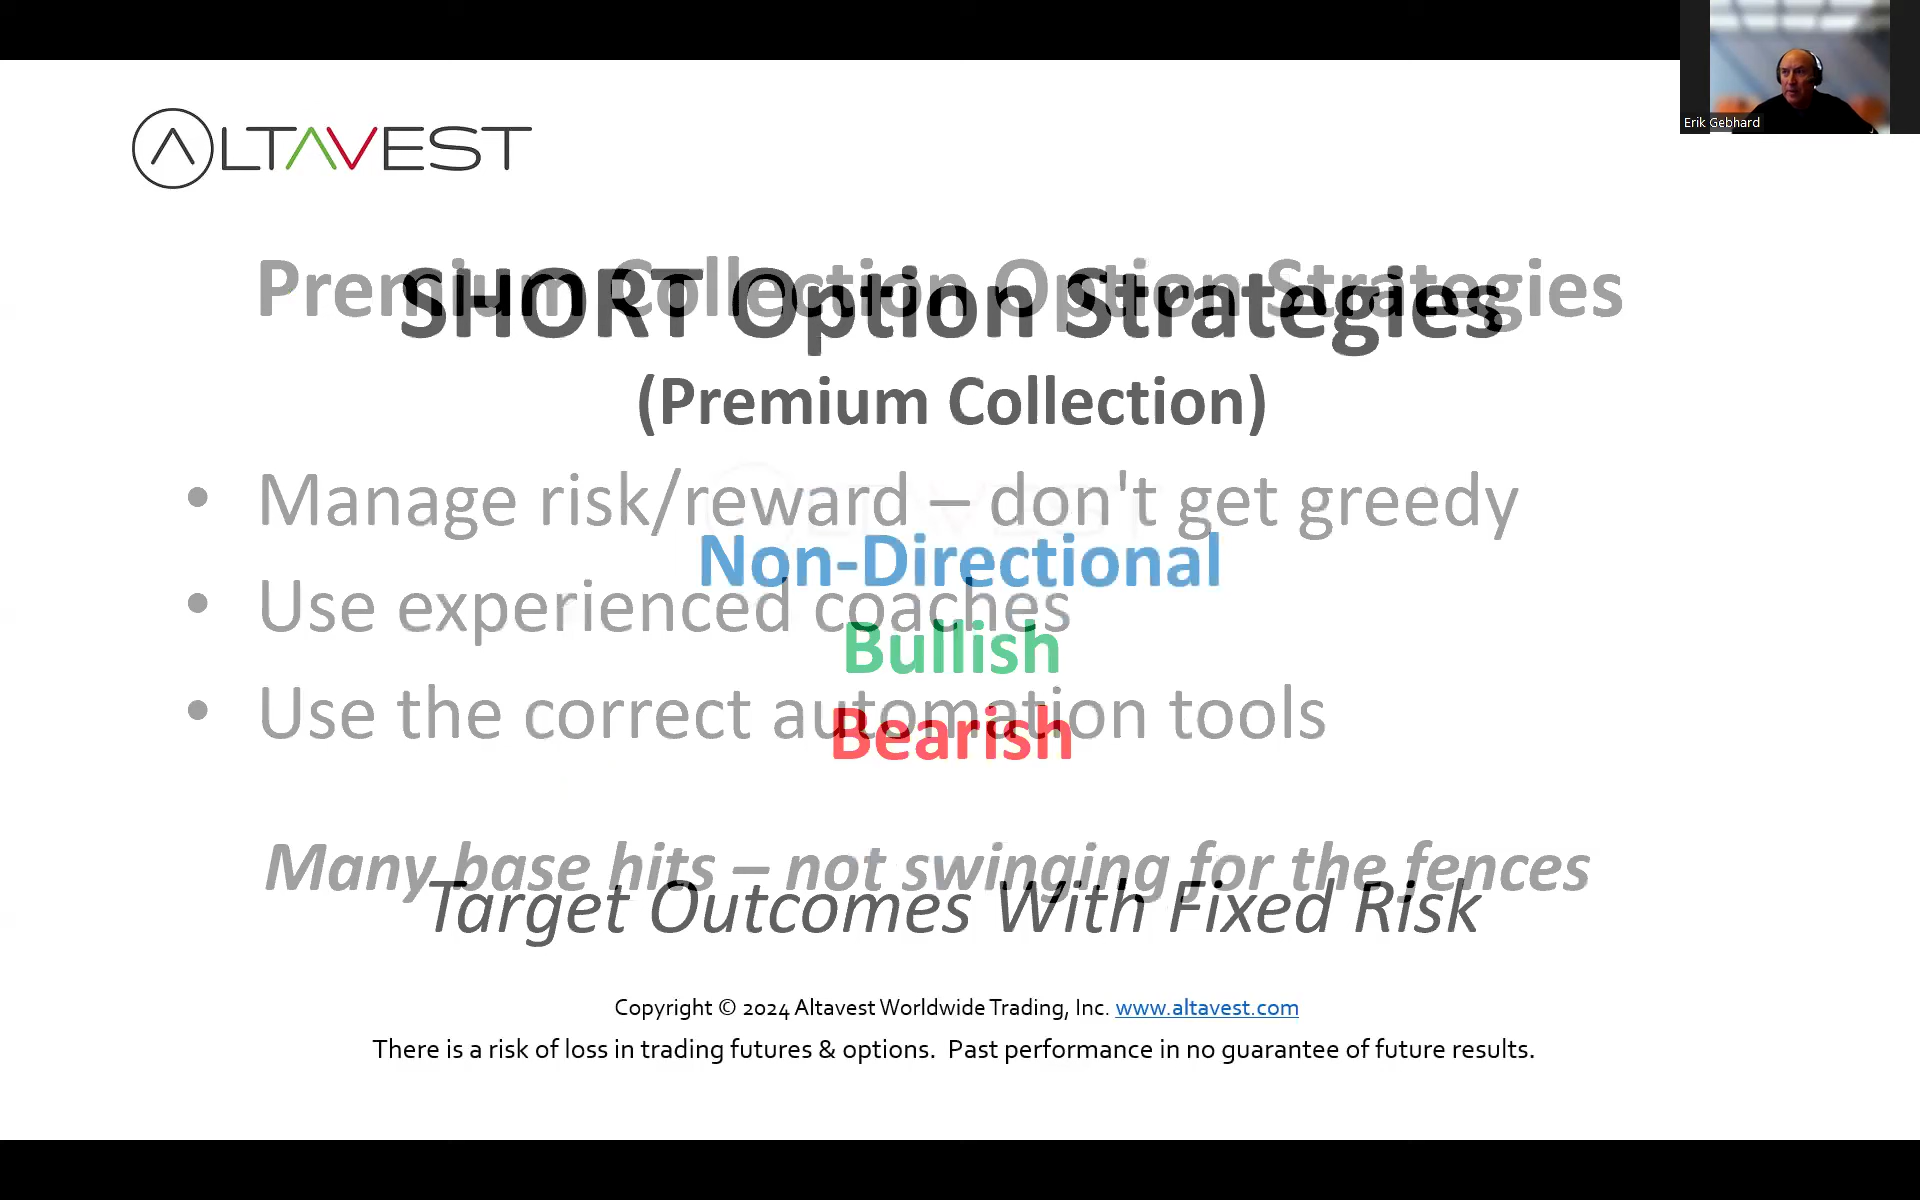 Erik Gebhard
ALTAVEST
Premium Collection Option Strategies
SHORT Option Strategies
(Premium Collection)
• Manage risk/reward – don't get greedy
Non-Directional
• Use experienced coaches
Bullish
• Use the correct automation tools
Bearish
Many base hits – not swinging for the fences
Target Outcomes With Fixed Risk
Copyright © 2024 Altavest Worldwide Trading, Inc. www.altavest.com
There is a risk of loss in trading futures & options. Past performance in no guarantee of future results.